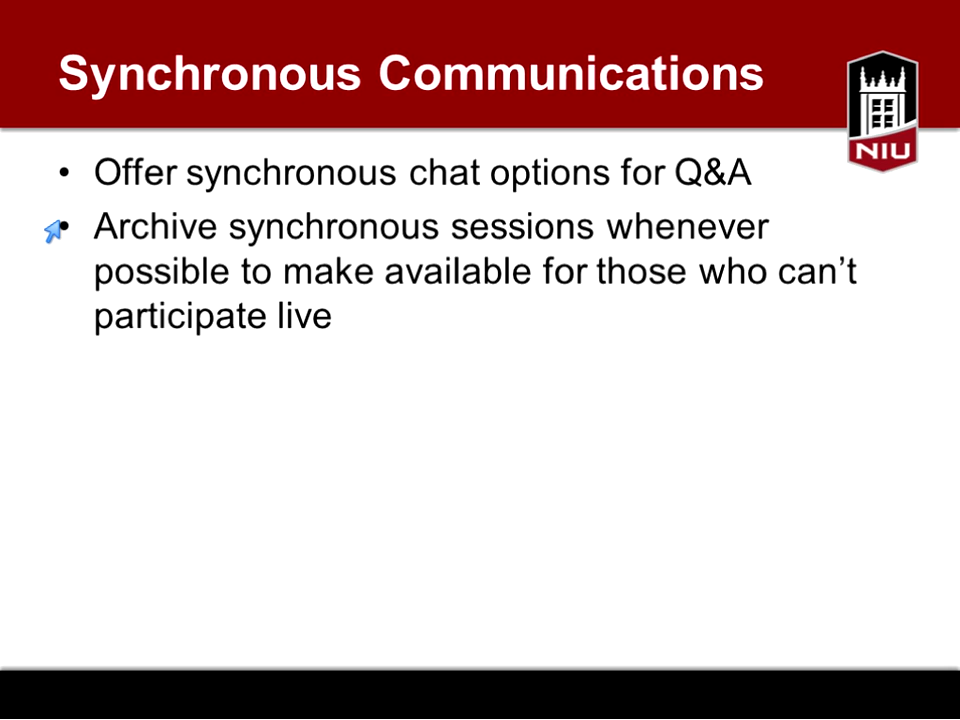 Synchronous Communications
NIU
• Offer synchronous chat options for Q&A
• Archive synchronous sessions whenever
possible to make available for those who can’t
participate live